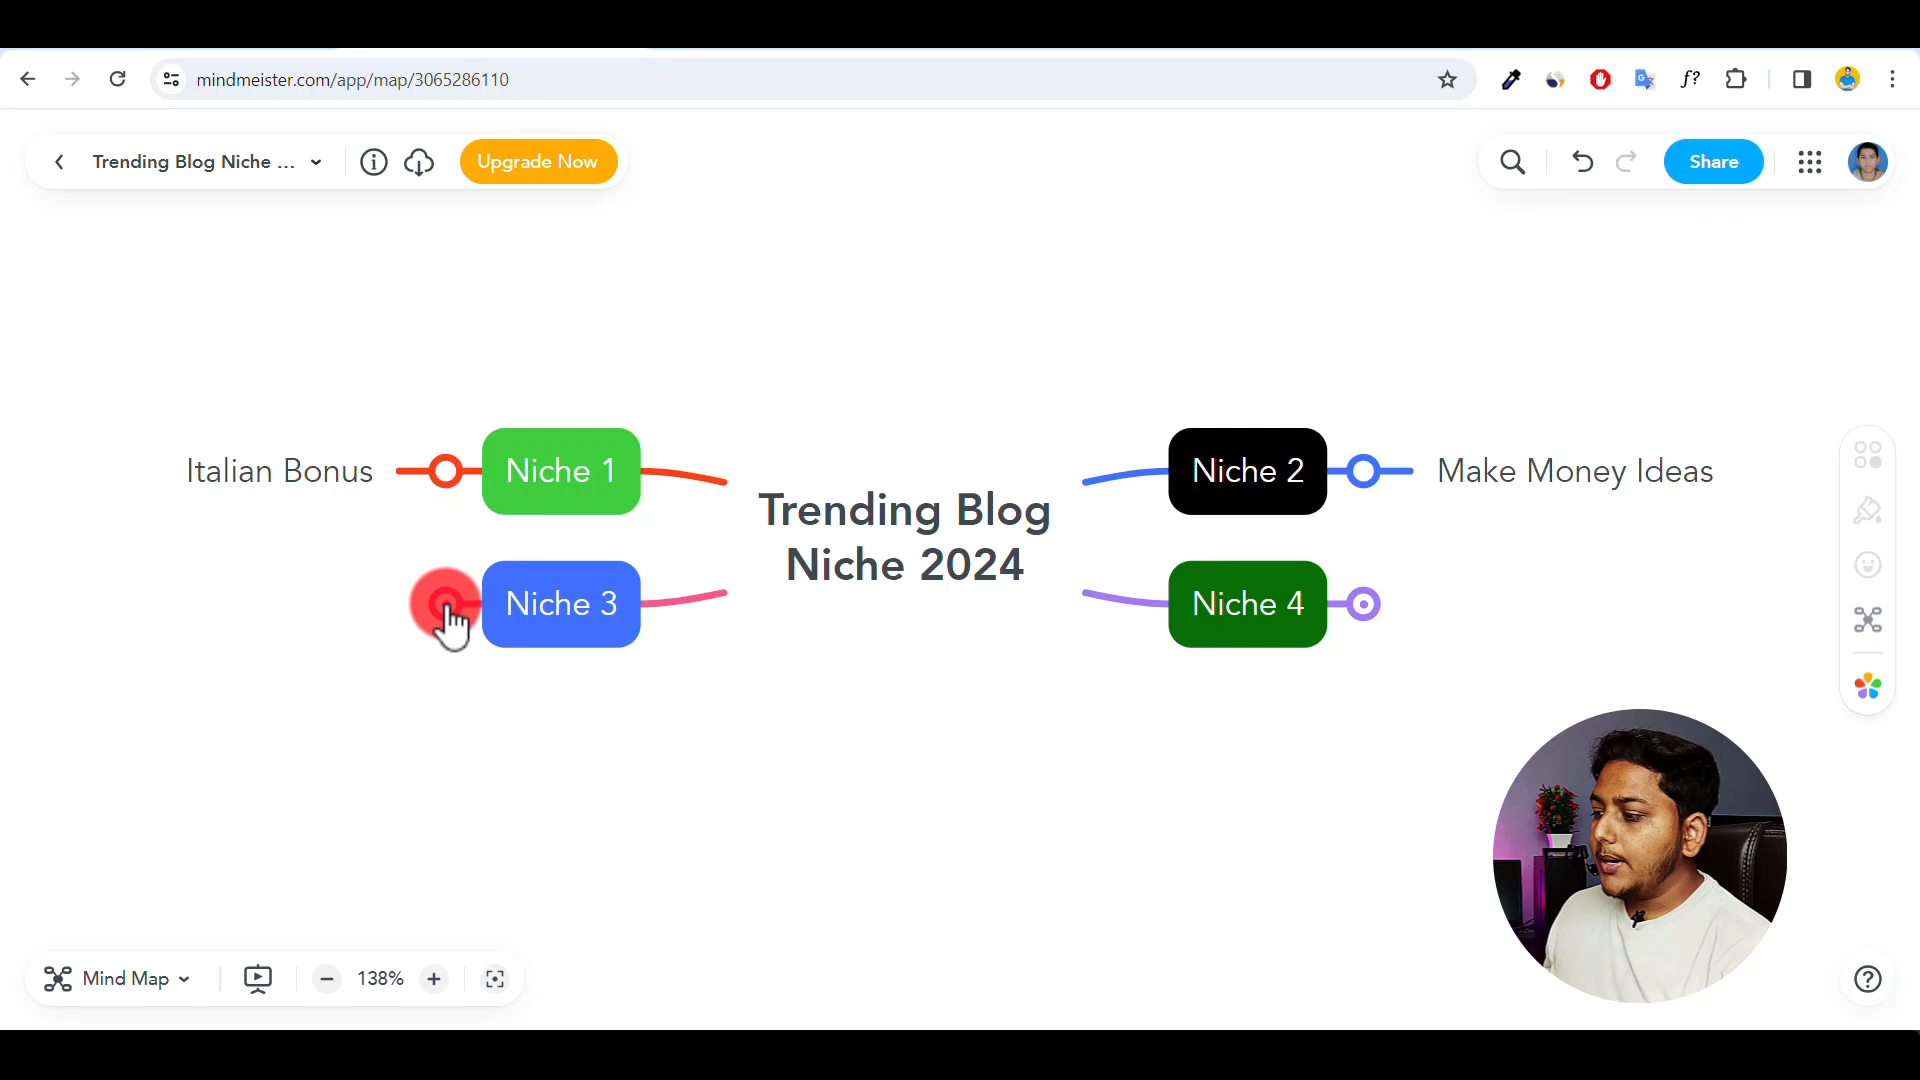 mindmeister.com/app/map/3065286110
f?
Trending Blog Niche ...
Upgrade Now
Share
Italian Bonus
Niche 1
Trending Blog
Niche 2024
Niche 2
Make Money Ideas
Niche 3
Niche 4
Mind Map
138%